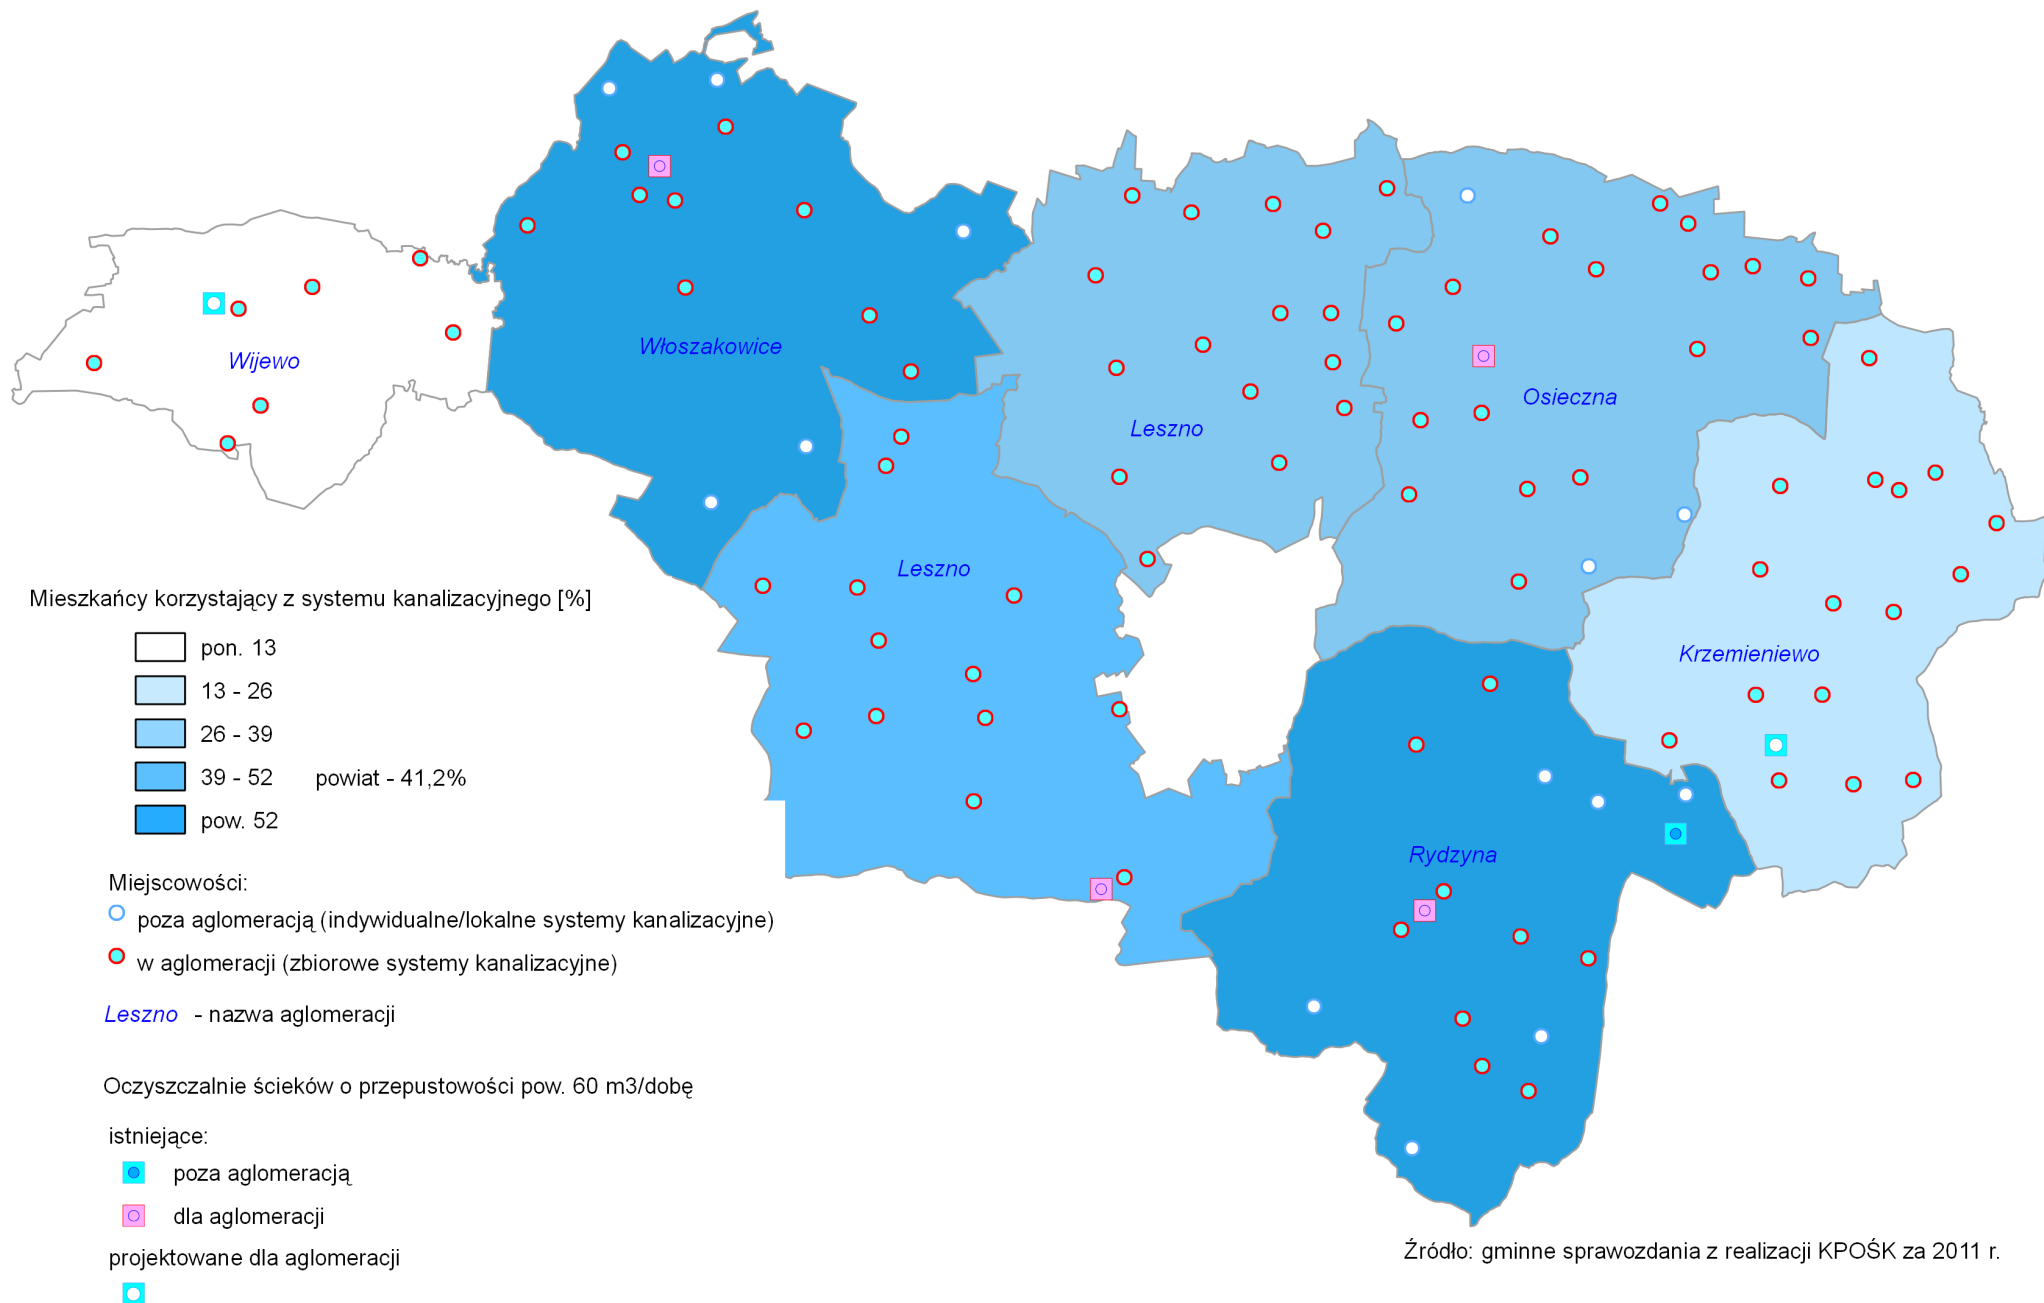 Wijewo
Włoszakowice
Leszno
Osieczna
Leszno
Krzemieniewo
Rydzyna
Mieszkańcy korzystający z systemu kanalizacyjnego [%]
pon. 13
13 - 26
26 - 39
39 - 52 powiat - 41,2%
pow. 52
Miejscowości:
poza aglomeracją (indywidualne/lokalne systemy kanalizacyjne)
w aglomeracji (zbiorowe systemy kanalizacyjne)
Leszno - nazwa aglomeracji
Oczyszczalnie ścieków o przepustowości pow. 60 m3/dobę
istniejące:
poza aglomeracją
dla aglomeracji
projektowane dla aglomeracji
Źródło: gminne sprawozdania z realizacji KPOŚK za 2011 r.